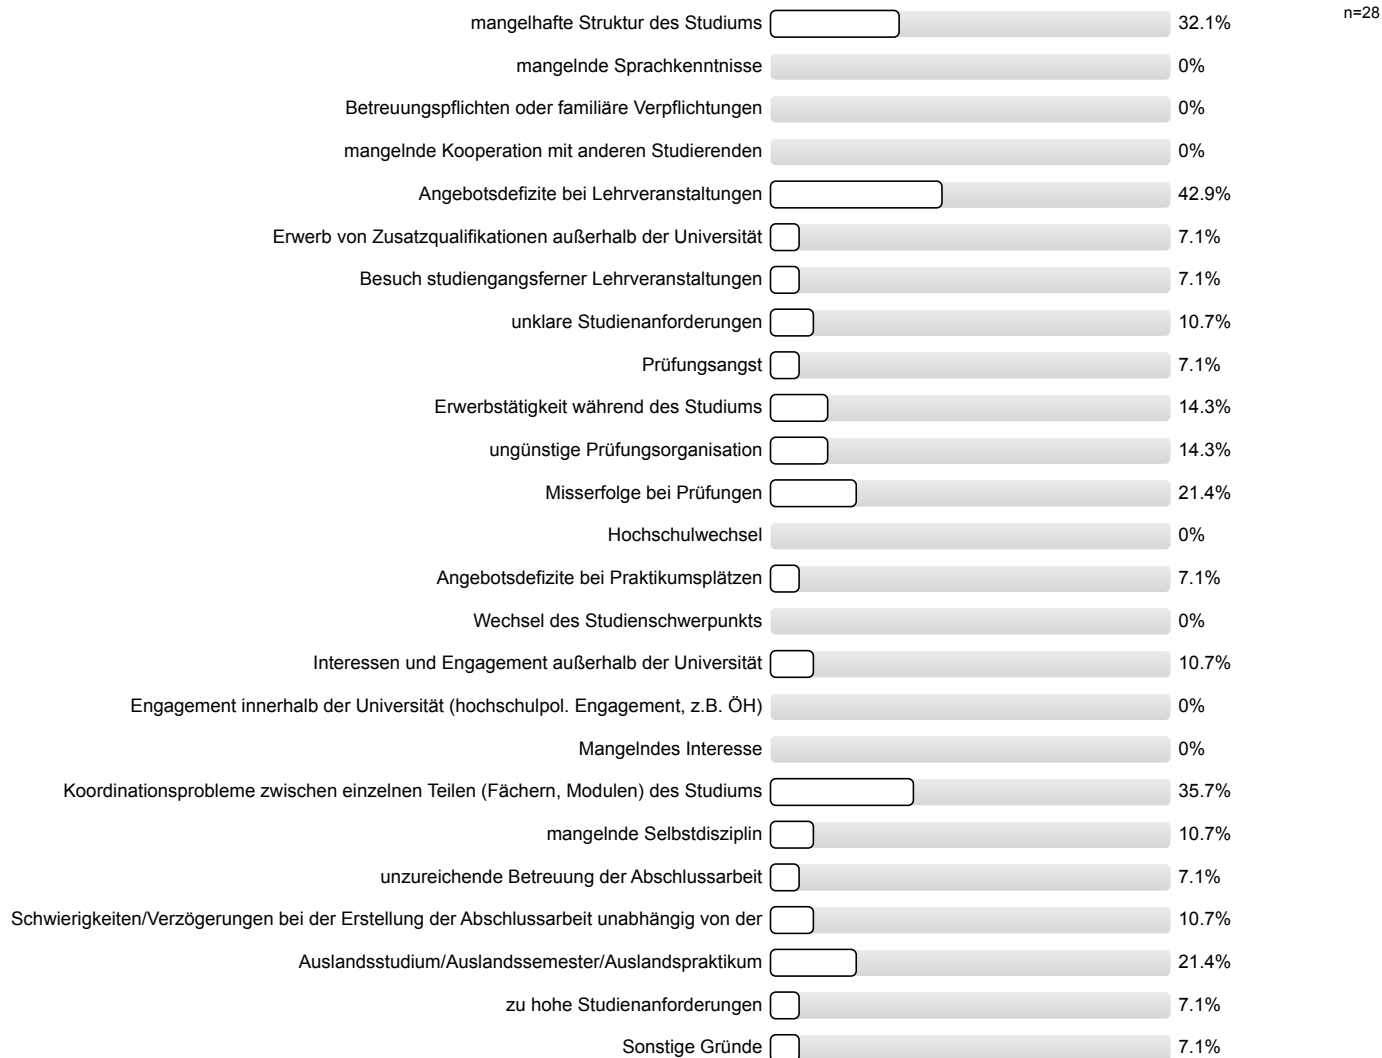 mangelhafte Struktur des Studiums 32.1% n=28
mangelnde Sprachkenntnisse 0%
Betreuungspflichten oder familiäre Verpflichtungen 0%
mangelnde Kooperation mit anderen Studierenden 0%
Angebotsdefizite bei Lehrveranstaltungen 42.9%
Erwerb von Zusatzqualifikationen außerhalb der Universität 7.1%
Besuch studiengangsferner Lehrveranstaltungen 7.1%
unklare Studienanforderungen 10.7%
Prüfungsangst 7.1%
Erwerbstätigkeit während des Studiums 14.3%
ungünstige Prüfungsorganisation 14.3%
Misserfolge bei Prüfungen 21.4%
Hochschulwechsel 0%
Angebotsdefizite bei Praktikumsplätzen 7.1%
Wechsel des Studienschwerpunkts 0%
Interessen und Engagement außerhalb der Universität 10.7%
Engagement innerhalb der Universität (hochschulpol. Engagement, z.B. ÖH) 0%
Mangelndes Interesse 0%
Koordinationsprobleme zwischen einzelnen Teilen (Fächern, Modulen) des Studiums 35.7%
mangelnde Selbstdisziplin 10.7%
unzureichende Betreuung der Abschlussarbeit 7.1%
Schwierigkeiten/Verzögerungen bei der Erstellung der Abschlussarbeit unabhängig von der 10.7%
Auslandsstudium/Auslandssemester/Auslandspraktikum 21.4%
zu hohe Studienanforderungen 7.1%
Sonstige Gründe 7.1%